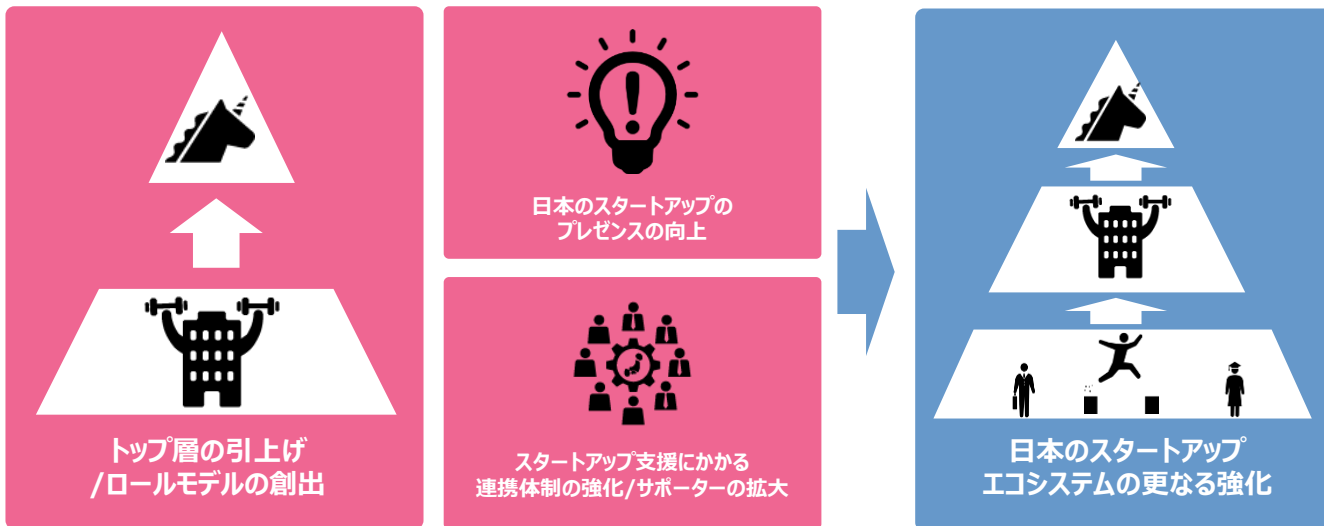 トップ層の引上げ
/ロールモデルの創出
日本のスタートアップの
プレゼンスの向上
スタートアップ支援にかかる
連携体制の強化/サポーターの拡大
日本のスタートアップ
エコシステムの更なる強化